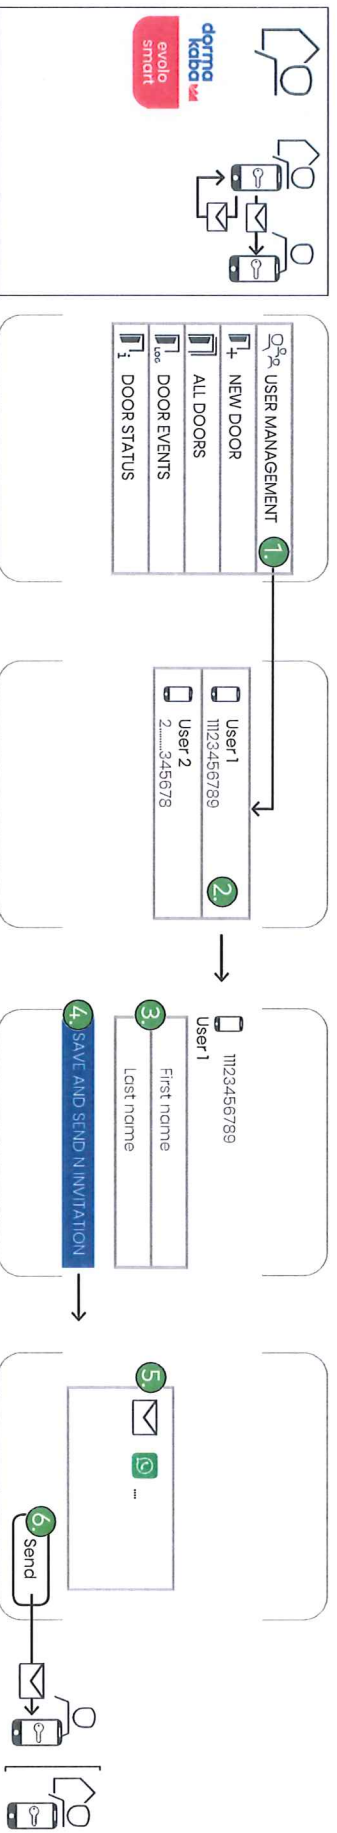 dorma
kaba
evolo
smart
USER MANAGEMENT
1.
+ NEW DOOR
ALL DOORS
LOG DOOR EVENTS
i DOOR STATUS
User 1
11123456789
2.
User 2
2........345678
11123456789
User 1
3.
First name
Last name
4. SAVE AND SEND N INVITATION
5.
....
6. Send